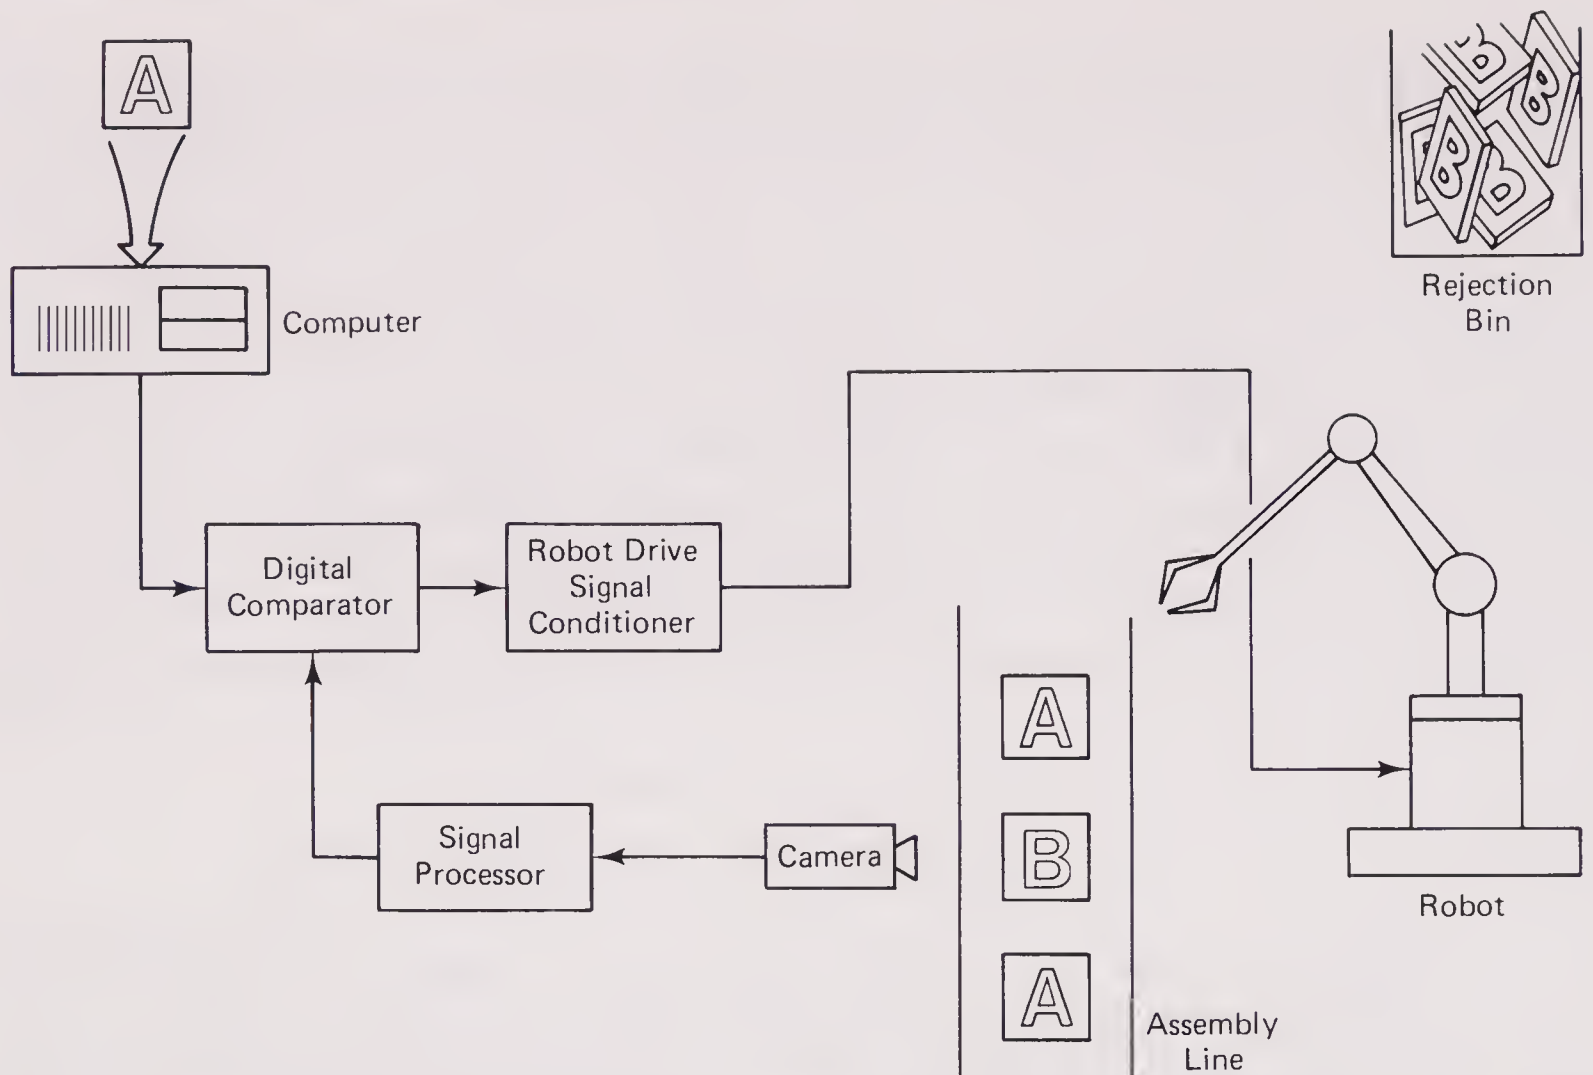 A
Computer
B
B
B
B
B
Rejection
Bin
Digital
Comparator
Robot Drive
Signal
Conditioner
A
Signal
Processor
Camera
B
Robot
A
Assembly
Line